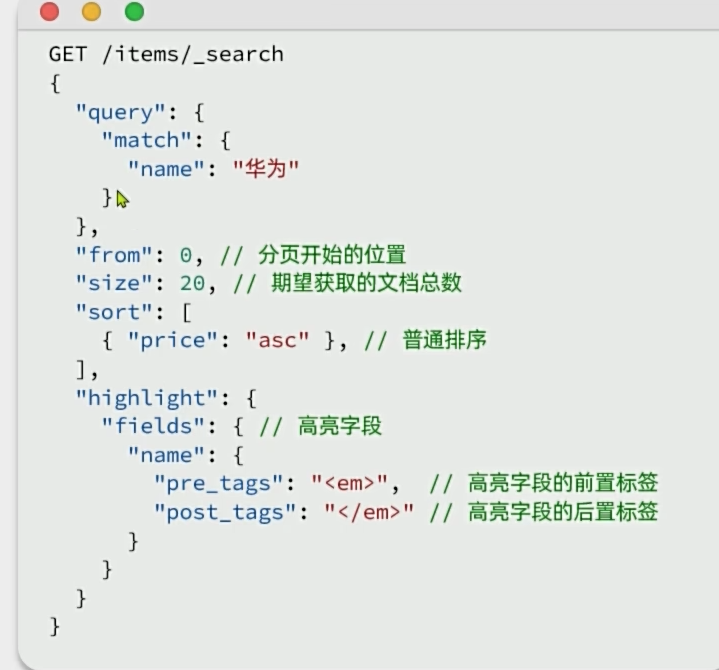 GET /items/_search
{
  "query": {
    "match": {
      "name": "华为"
    }
  },
  "from": 0, // 分页开始的位置
  "size": 20, // 期望获取的文档总数
  "sort": [
    { "price": "asc" }, // 普通排序
  ],
  "highlight": {
    "fields": { // 高亮字段
      "name": {
        "pre_tags": "<em>",  // 高亮字段的前置标签
        "post_tags": "</em>" // 高亮字段的后置标签
      }
    }
  }
}